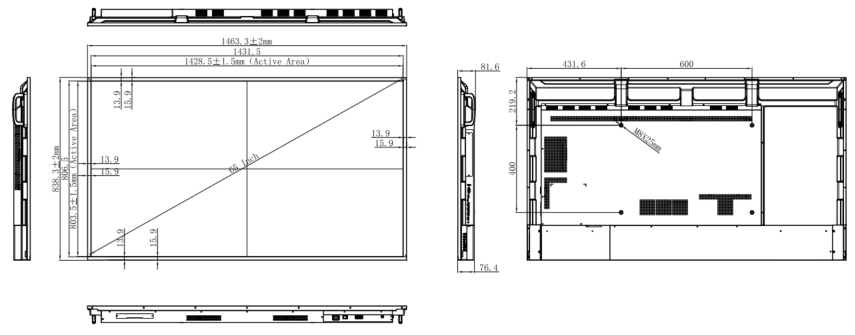 1463.3±2mm
1431.5
1428.5±1.5mm (Active Area)
838.3±2mm
806.5
803.5±1.5mm (Active Area)
13.9
15.9
13.9
15.9
13.9
15.9
65 Inch
13.9
15.9
81.6
76.4
431.6
600
219.2
400
M8X25mm